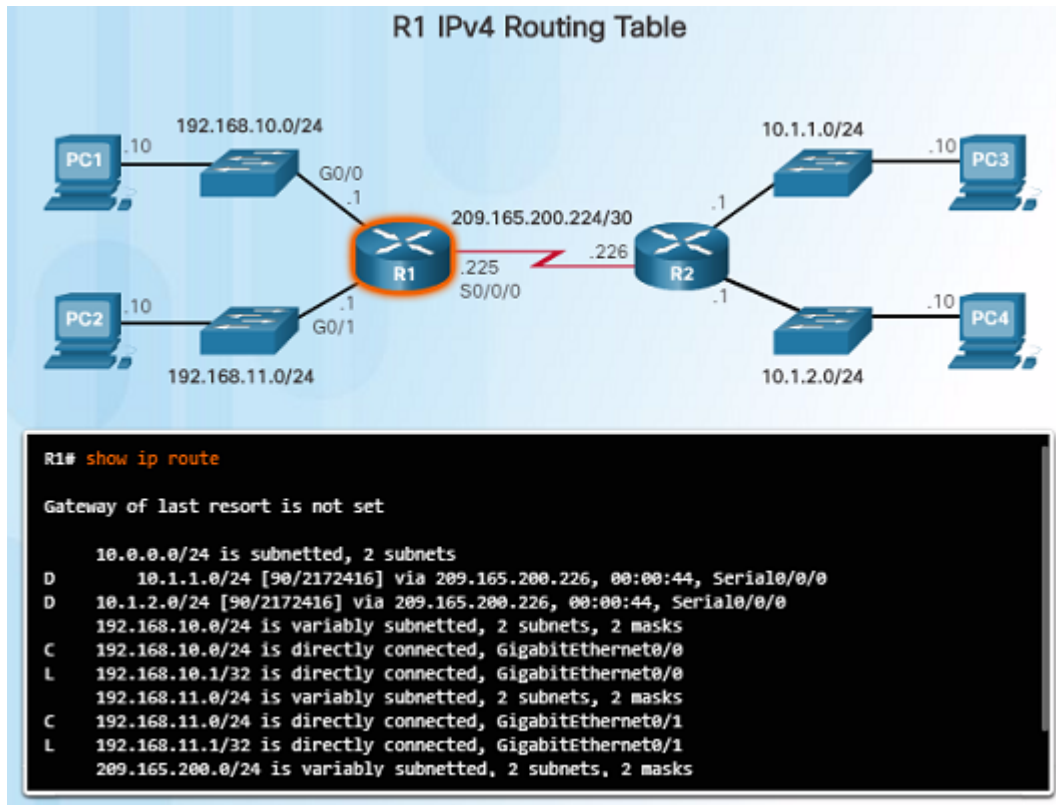 R1 IPv4 Routing Table
192.168.10.0/24
10.1.1.0/24
PC1
.10
G0/0
.1
209.165.200.224/30
.1
.10
PC3
R1
.225
S0/0/0
.226
R2
PC2
.10
.1
G0/1
.1
.10
PC4
192.168.11.0/24
10.1.2.0/24
R1# show ip route
Gateway of last resort is not set
10.0.0.0/24 is subnetted, 2 subnets
D 10.1.1.0/24 [90/2172416] via 209.165.200.226, 00:00:44, Serial0/0/0
D 10.1.2.0/24 [90/2172416] via 209.165.200.226, 00:00:44, Serial0/0/0
192.168.10.0/24 is variably subnetted, 2 subnets, 2 masks
C 192.168.10.0/24 is directly connected, GigabitEthernet0/0
L 192.168.10.1/32 is directly connected, GigabitEthernet0/0
192.168.11.0/24 is variably subnetted, 2 subnets, 2 masks
C 192.168.11.0/24 is directly connected, GigabitEthernet0/1
L 192.168.11.1/32 is directly connected, GigabitEthernet0/1
209.165.200.0/24 is variably subnetted, 2 subnets, 2 masks